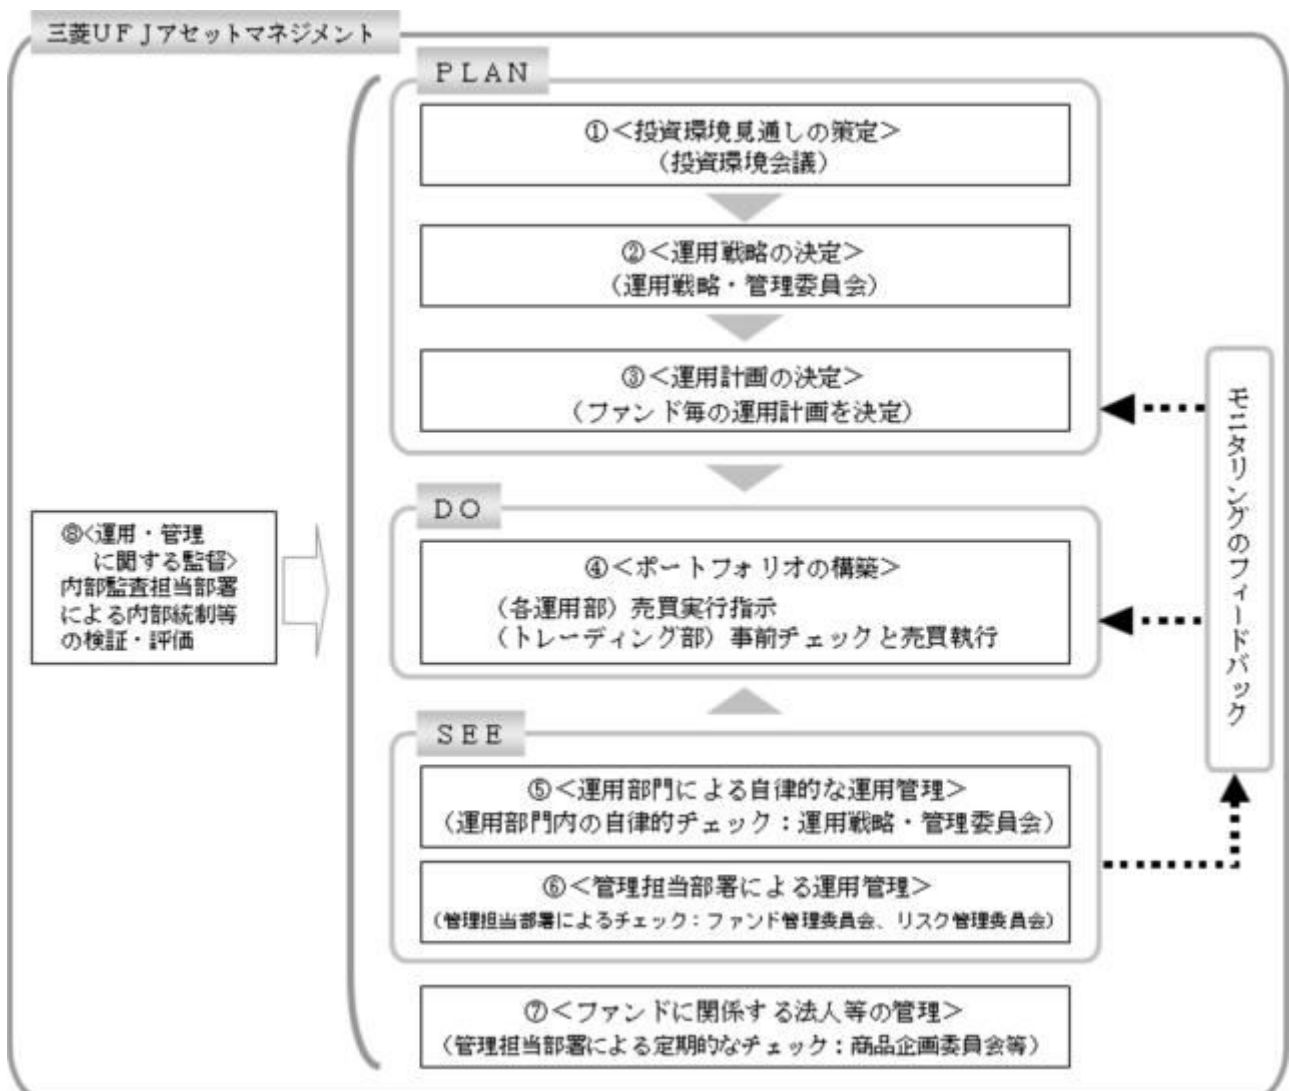 三菱UFJアセットマネジメント
PLAN
①<投資環境見通しの策定>
（投資環境会議）
②<運用戦略の決定>
（運用戦略・管理委員会）
③<運用計画の決定>
（ファンド毎の運用計画を決定）
DO
④<ポートフォリオの構築>
（各運用部）売買実行指示
（トレーディング部）事前チェックと売買執行
SEE
⑤<運用部門による自律的な運用管理>
（運用部門内の自律的チェック：運用戦略・管理委員会）
⑥<管理担当部署による運用管理>
（管理担当部署によるチェック：ファンド管理委員会、リスク管理委員会）
⑦<ファンドに関係する法人等の管理>
（管理担当部署による定期的なチェック：商品企画委員会等）
⑧<運用・管理
に関する監督>
内部監査担当部署
による内部統制等
の検証・評価
モニタリングのフィードバック